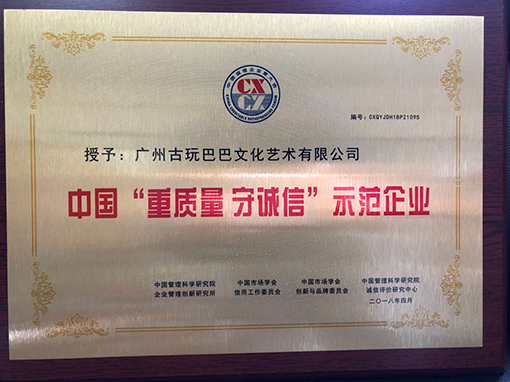 CX
CZ
编号:CXQYJDH18P21095
授予:广州古玩巴巴文化艺术有限公司
中国“重质量 守诚信”示范企业
中国管理科学研究院 中国市场学会 中国市场学会 中国管理科学研究院
企业管理创新研究所 信用工作委员会 创新与品牌委员会 诚信评价研究中心
二〇一八年四月